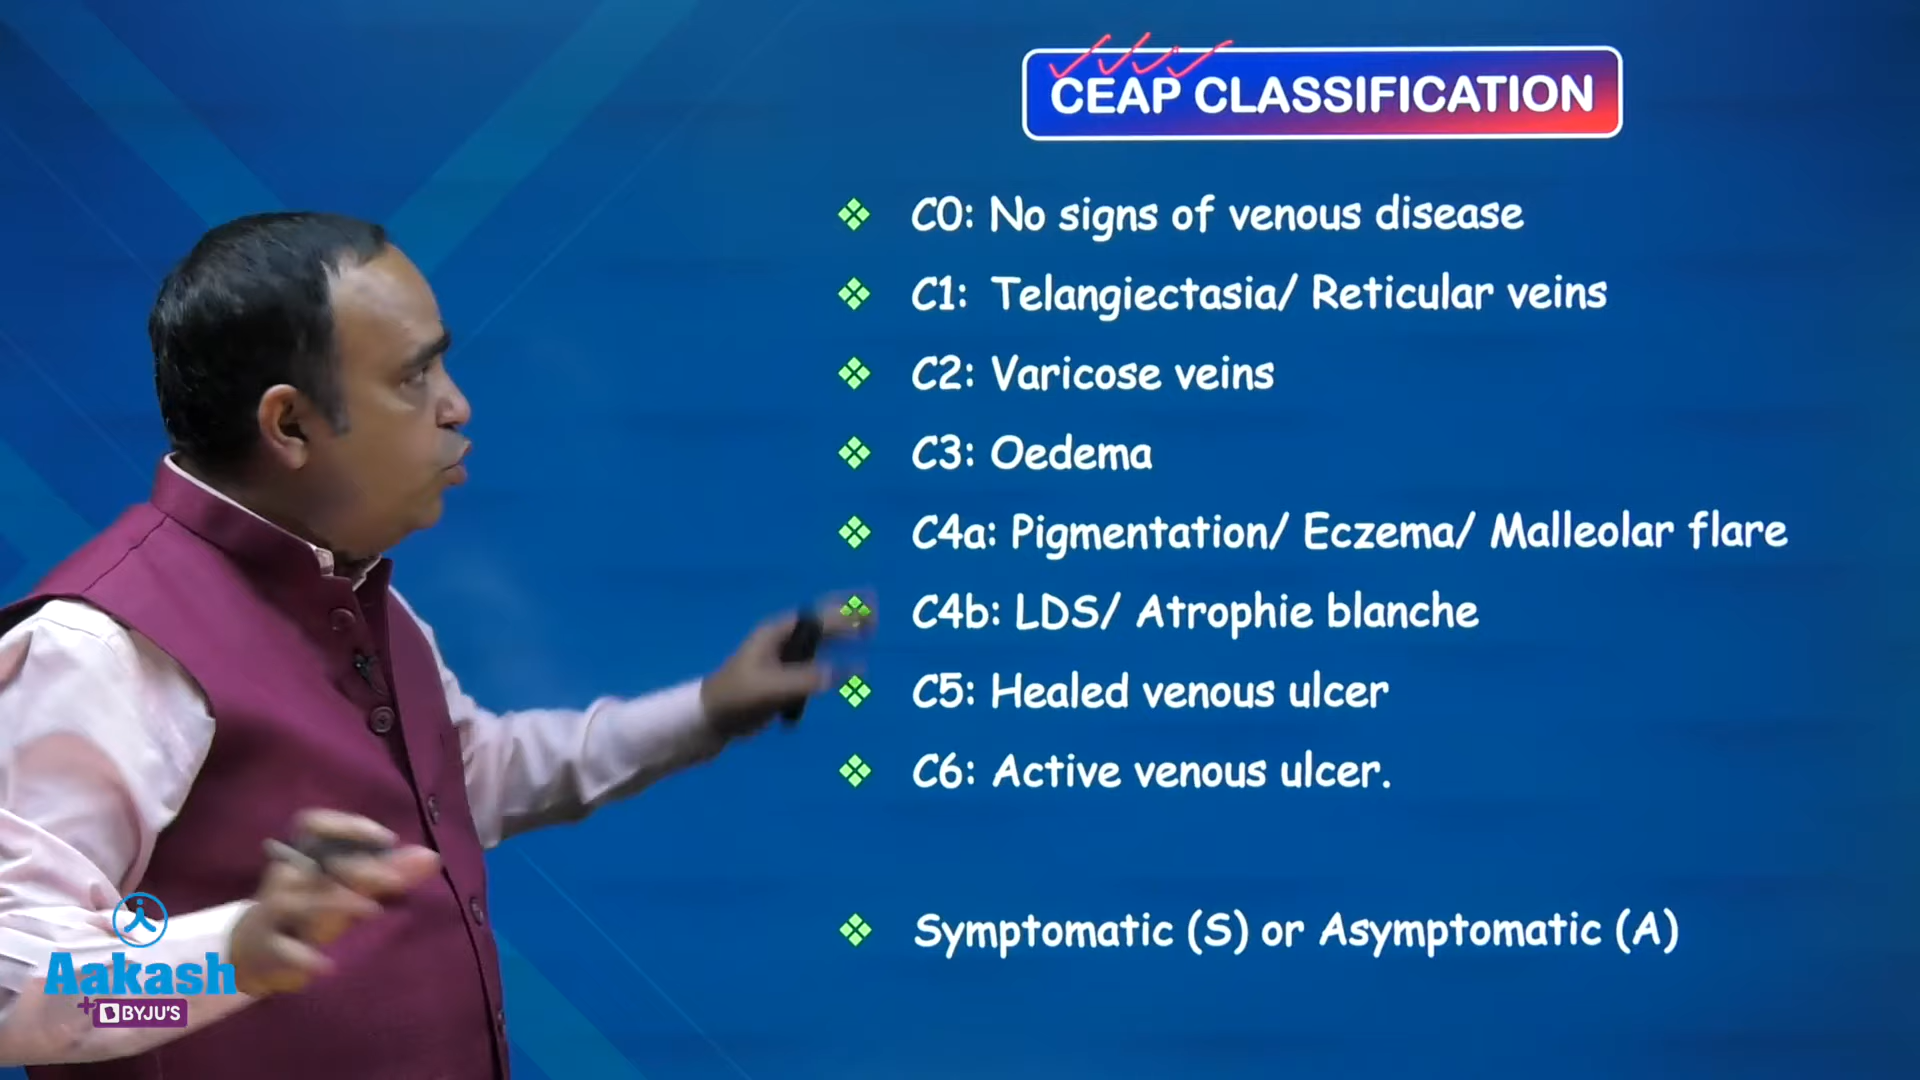 CEAP CLASSIFICATION
C0: No signs of venous disease
C1: Telangiectasia/ Reticular veins
C2: Varicose veins
C3: Oedema
C4a: Pigmentation/ Eczema/ Malleolar flare
C4b: LDS/ Atrophie blanche
C5: Healed venous ulcer
C6: Active venous ulcer.
Symptomatic (S) or Asymptomatic (A)
Aakash
+ BYJU'S